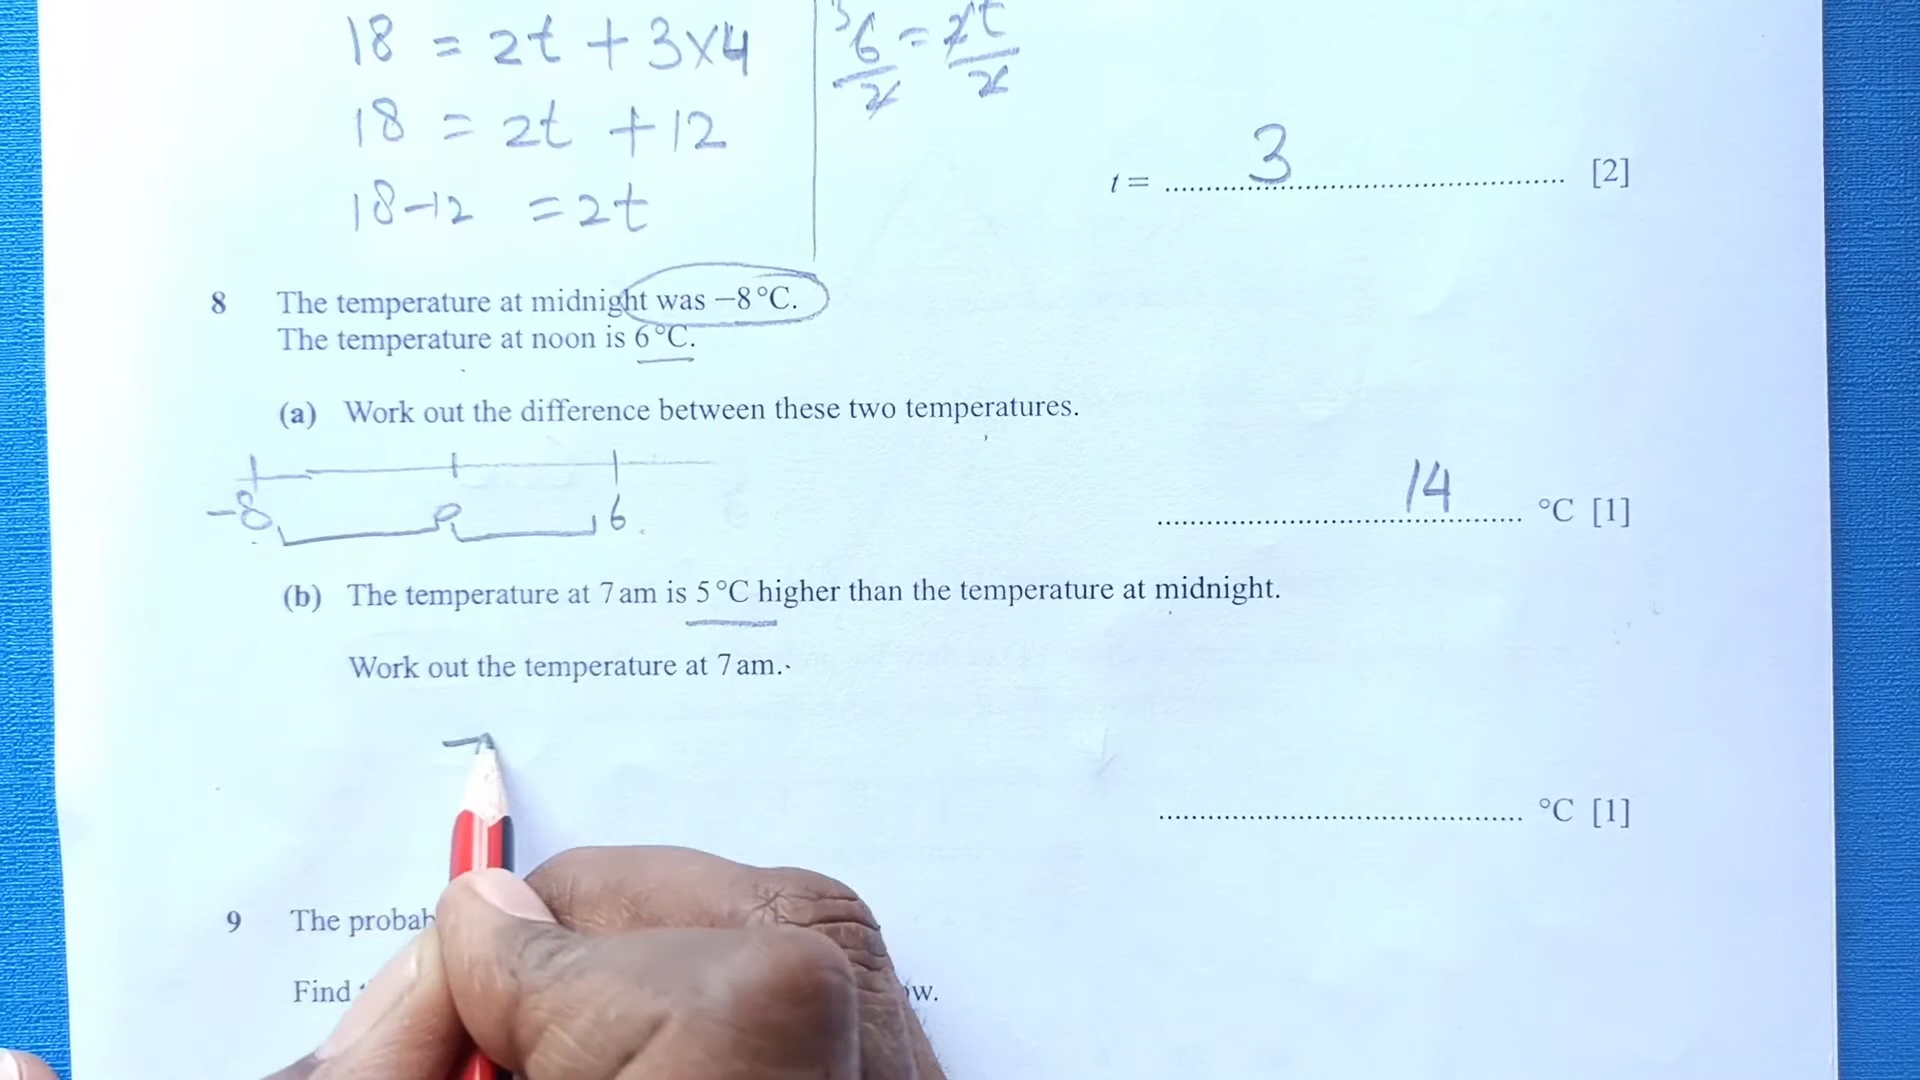 18 = 2t + 3×4
18 = 2t + 12
18-12 = 2t
6/2 = 2t/2
t = 3 [2]
8 The temperature at midnight was −8 °C.
The temperature at noon is 6 °C.
(a) Work out the difference between these two temperatures.
-8 0 6
14 °C [1]
(b) The temperature at 7 am is 5 °C higher than the temperature at midnight.
Work out the temperature at 7 am.
°C [1]
9 The
Find